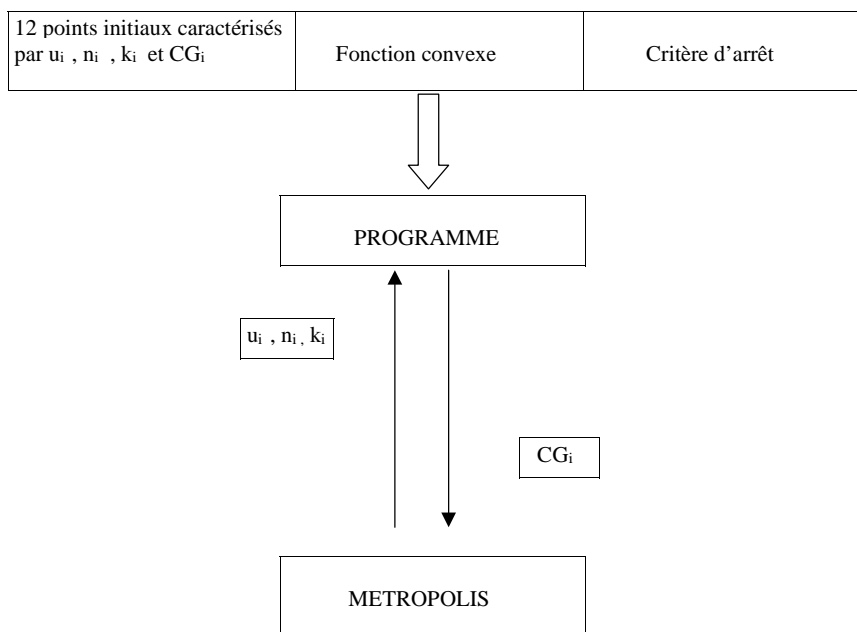 12 points initiaux caractérisés
par uᵢ , nᵢ , kᵢ et CGᵢ
Fonction convexe
Critère d’arrêt
PROGRAMME
uᵢ , nᵢ , kᵢ
CGᵢ
METROPOLIS